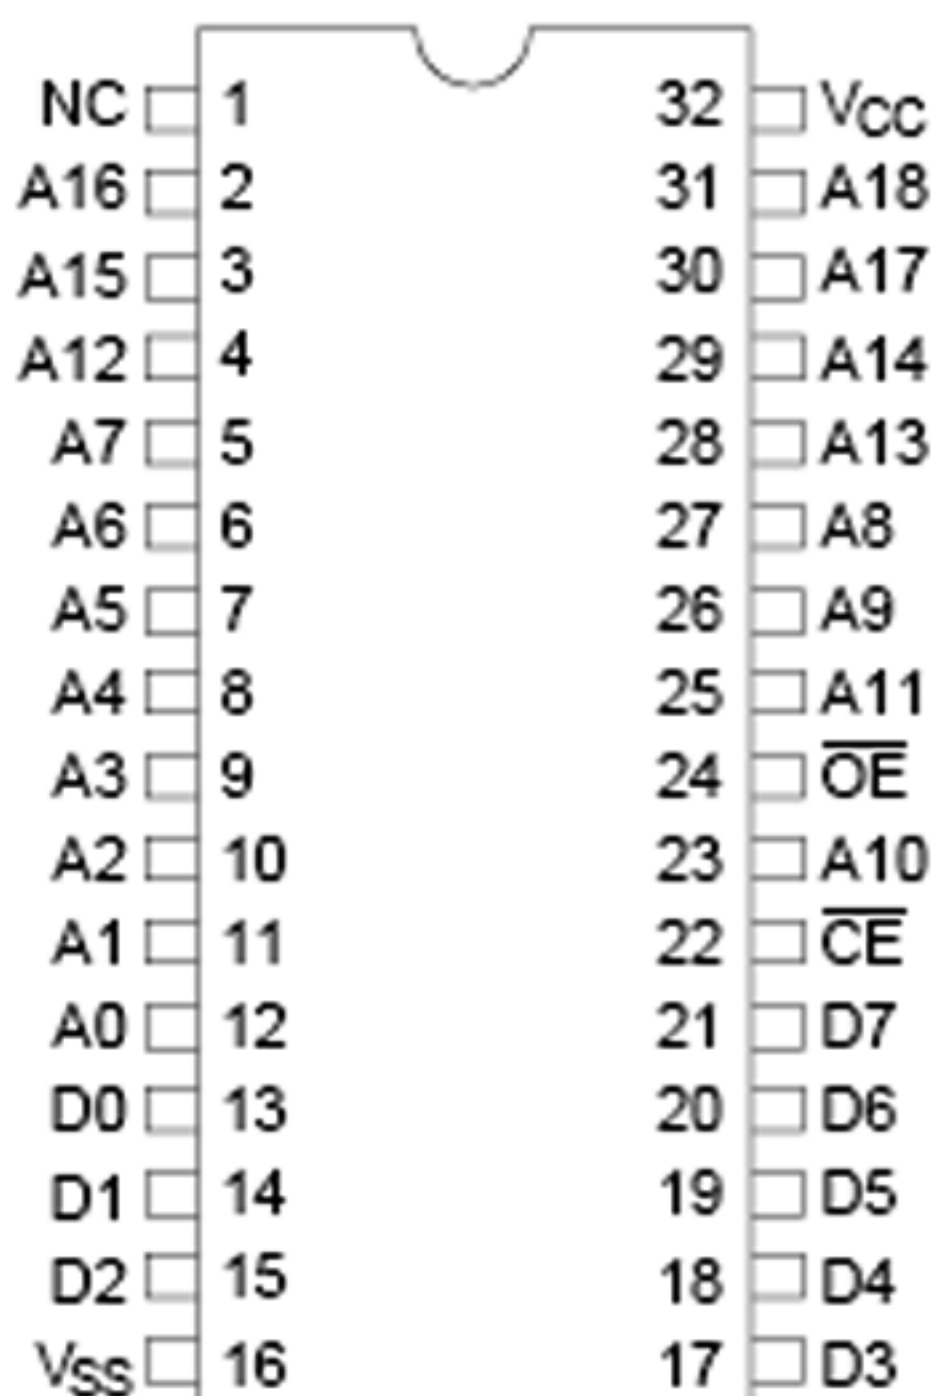 NC 1 32 VCC
A16 2 31 A18
A15 3 30 A17
A12 4 29 A14
A7 5 28 A13
A6 6 27 A8
A5 7 26 A9
A4 8 25 A11
A3 9 24 O̅E̅
A2 10 23 A10
A1 11 22 C̅E̅
A0 12 21 D7
D0 13 20 D6
D1 14 19 D5
D2 15 18 D4
VSS 16 17 D3